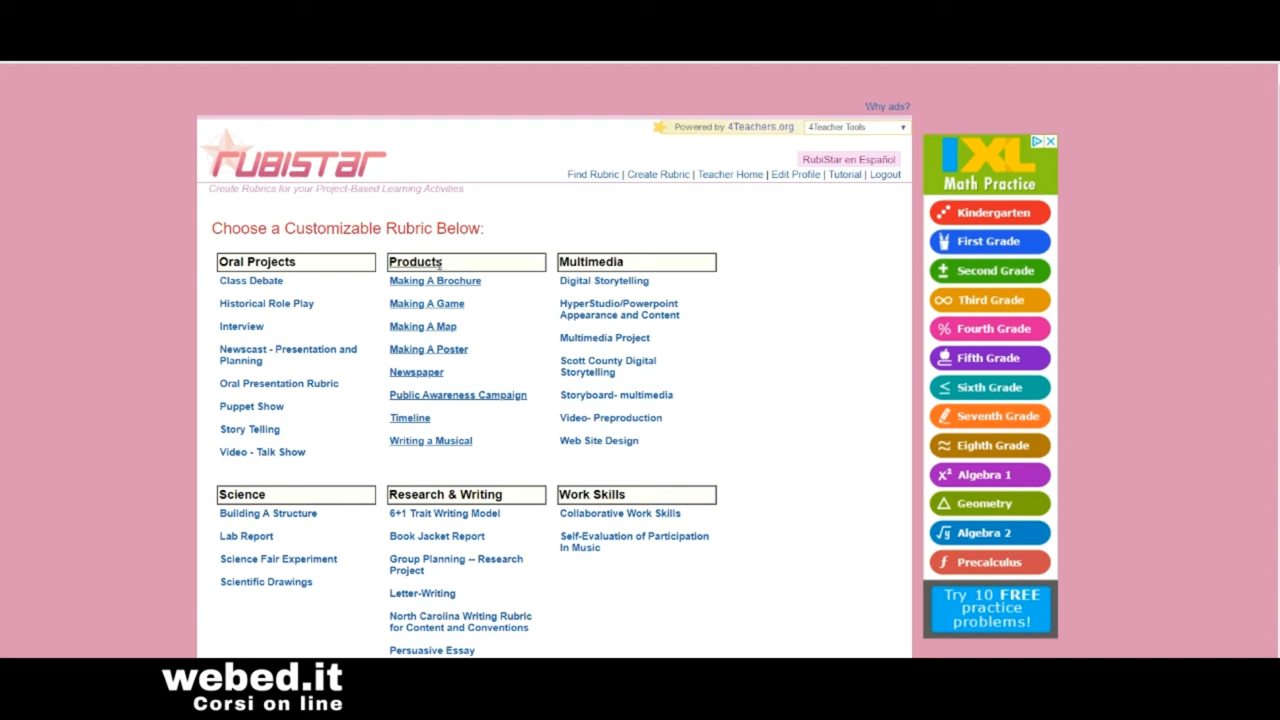 Why ads?
Powered by 4Teachers.org
4Teacher Tools
RUBISTAR
RubiStar en Español
Find Rubric | Create Rubric | Teacher Home | Edit Profile | Tutorial | Logout
Create Rubrics for your Project-Based Learning Activities
Choose a Customizable Rubric Below:
Oral Projects
Class Debate
Historical Role Play
Interview
Newscast - Presentation and
Planning
Oral Presentation Rubric
Puppet Show
Story Telling
Video - Talk Show
Products
Making A Brochure
Making A Game
Making A Map
Making A Poster
Newspaper
Public Awareness Campaign
Timeline
Writing a Musical
Multimedia
Digital Storytelling
HyperStudio/Powerpoint
Appearance and Content
Multimedia Project
Scott County Digital
Storytelling
Storyboard- multimedia
Video- Preproduction
Web Site Design
Science
Building A Structure
Lab Report
Science Fair Experiment
Scientific Drawings
Research & Writing
6+1 Trait Writing Model
Book Jacket Report
Group Planning -- Research
Project
Letter-Writing
North Carolina Writing Rubric
for Content and Conventions
Persuasive Essay
Work Skills
Collaborative Work Skills
Self-Evaluation of Participation
In Music
IXL
Math Practice
Kindergarten
First Grade
± Second Grade
∞ Third Grade
% Fourth Grade
Fifth Grade
≤ Sixth Grade
Seventh Grade
≈ Eighth Grade
x² Algebra 1
△ Geometry
√y Algebra 2
f Precalculus
Try 10 FREE
practice
problems!
webed.it
Corsi on line